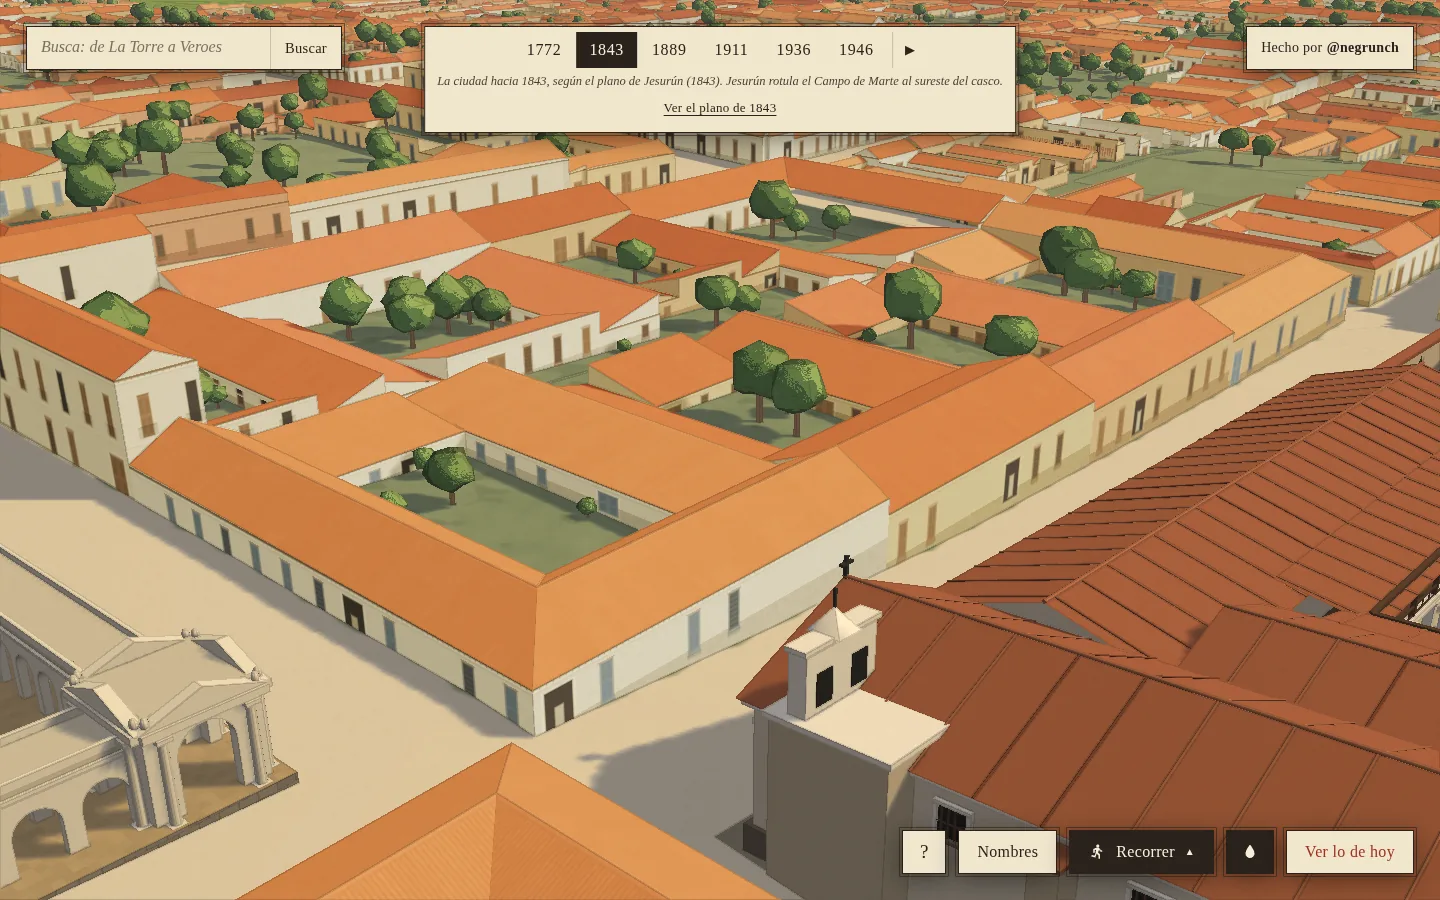 Busca: de La Torre a Veroes
Buscar
1772 1843 1889 1911 1936 1946 ▶
La ciudad hacia 1843, según el plano de Jesurún (1843). Jesurún rotula el Campo de Marte al sureste del casco.
Ver el plano de 1843
Hecho por @negrunch
? Nombres Recorrer ▲ Ver lo de hoy